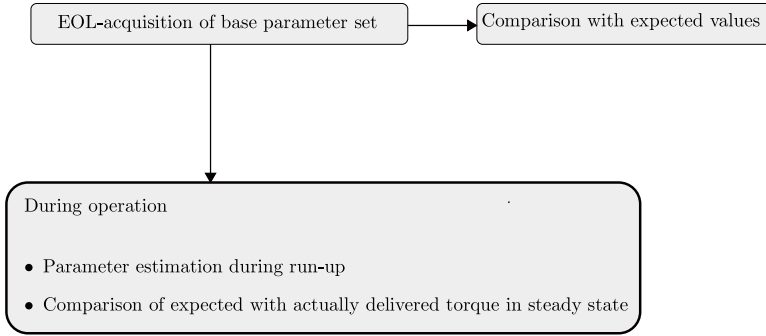 EOL-acquisition of base parameter set
Comparison with expected values
During operation
• Parameter estimation during run-up
• Comparison of expected with actually delivered torque in steady state